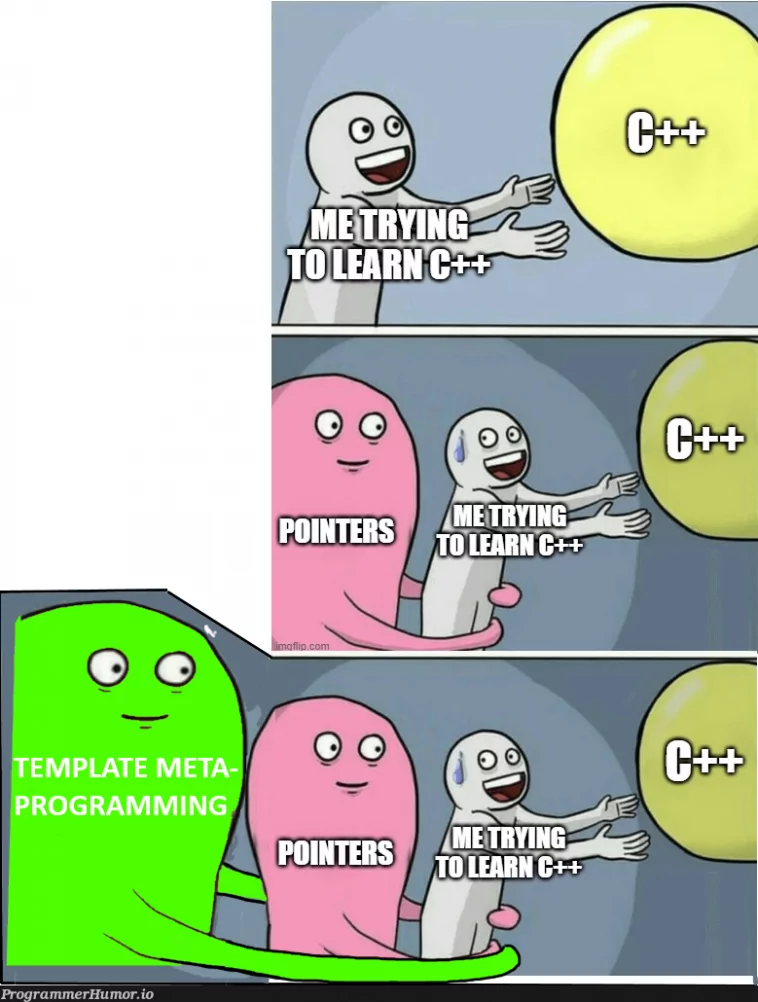 C++
ME TRYING
TO LEARN C++
C++
POINTERS
ME TRYING
TO LEARN C++
imgflip.com
TEMPLATE META-
PROGRAMMING
C++
POINTERS
ME TRYING
TO LEARN C++
ProgrammerHumor.io